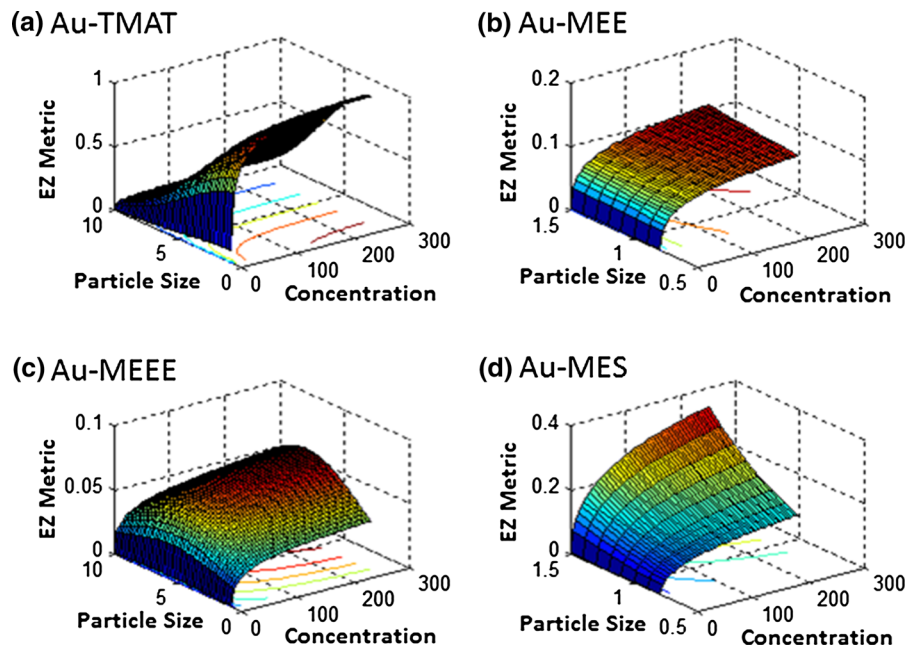 (a) Au-TMAT
EZ Metric
1
0.5
0
10
5
0
Particle Size
0
100
200
300
Concentration
(b) Au-MEE
EZ Metric
0.2
0.1
0
1.5
1
0.5
Particle Size
0
100
200
300
Concentration
(c) Au-MEEE
EZ Metric
0.1
0.05
0
10
5
0
Particle Size
0
100
200
300
Concentration
(d) Au-MES
EZ Metric
0.4
0.2
0
1.5
1
0.5
Particle Size
0
100
200
300
Concentration